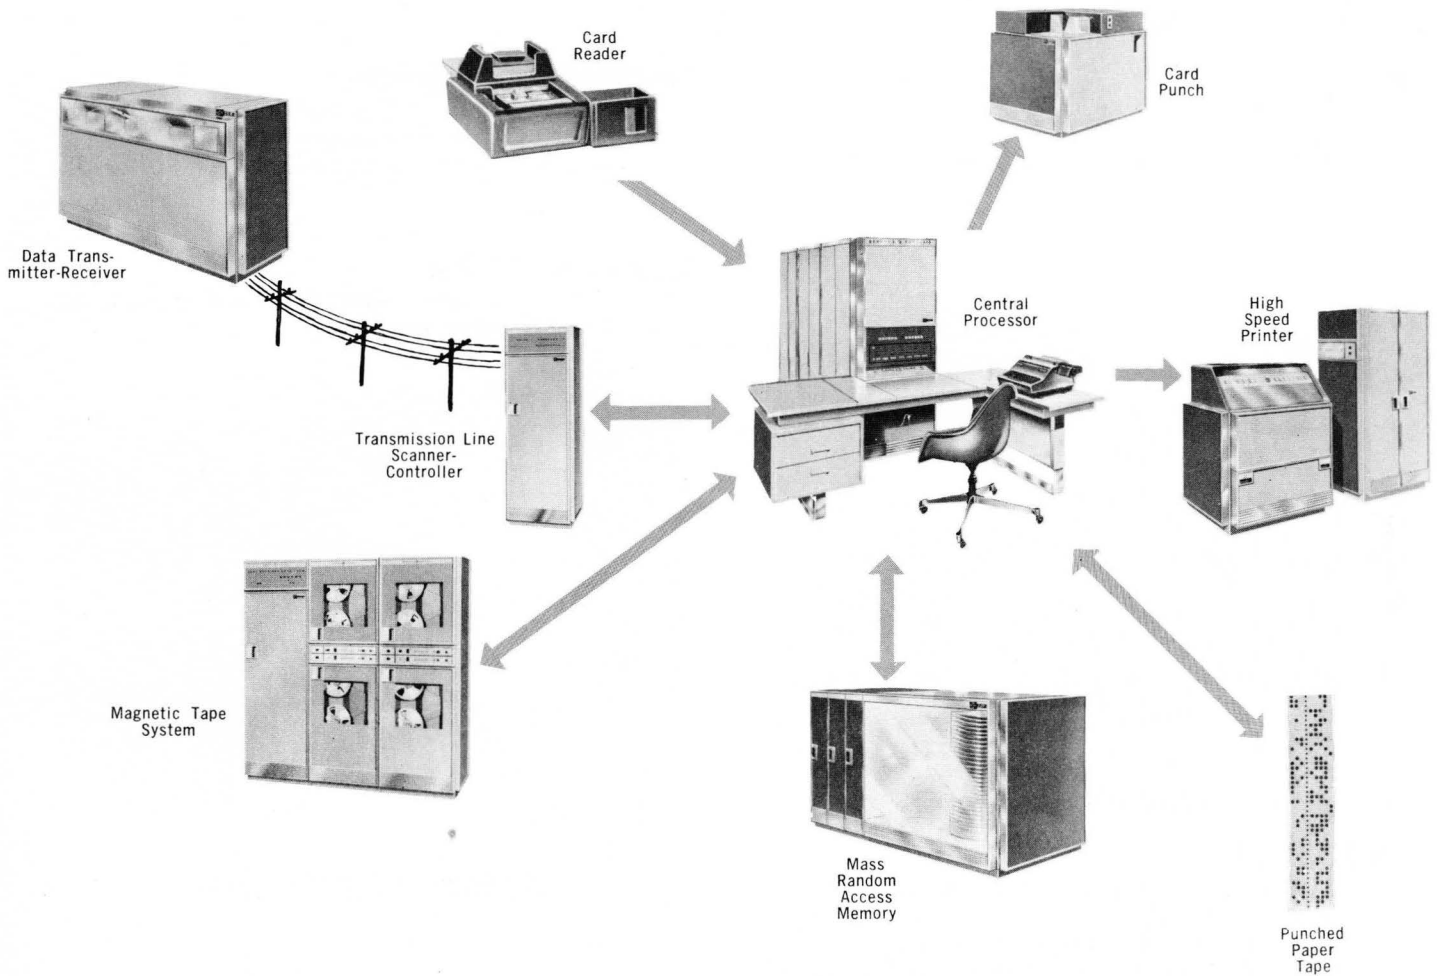 Card
Reader
Card
Punch
Data Trans-
mitter-Receiver
Central
Processor
High
Speed
Printer
Transmission Line
Scanner-
Controller
Magnetic Tape
System
Mass
Random
Access
Memory
Punched
Paper
Tape